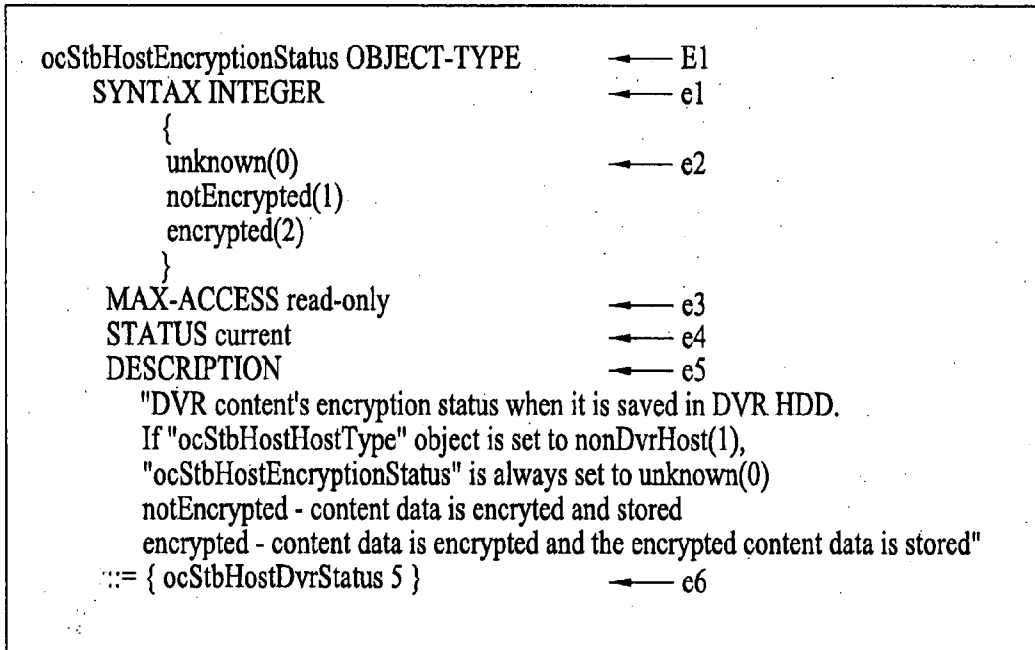 ocStbHostEncryptionStatus OBJECT-TYPE E1
SYNTAX INTEGER e1
{
unknown(0) e2
notEncrypted(1)
encrypted(2)
}
MAX-ACCESS read-only e3
STATUS current e4
DESCRIPTION e5
"DVR content's encryption status when it is saved in DVR HDD.
If "ocStbHostHostType" object is set to nonDvrHost(1),
"ocStbHostEncryptionStatus" is always set to unknown(0)
notEncrypted - content data is encryted and stored
encrypted - content data is encrypted and the encrypted content data is stored"
::= { ocStbHostDvrStatus 5 } e6